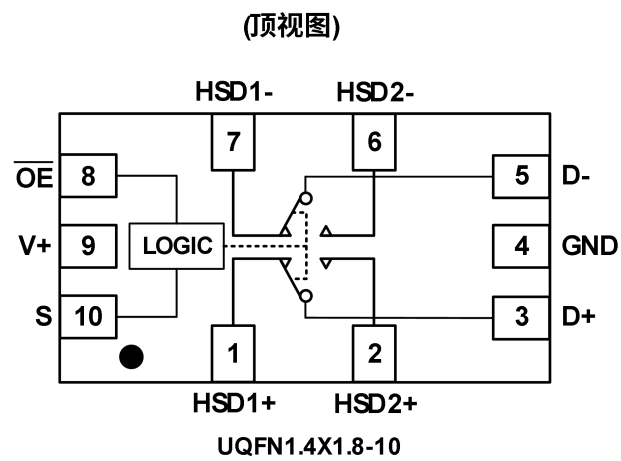 (顶视图)
HSD1- HSD2-
7 6
OE 8 5 D-
V+ 9 LOGIC 4 GND
S 10 3 D+
1 2
HSD1+ HSD2+
UQFN1.4X1.8-10